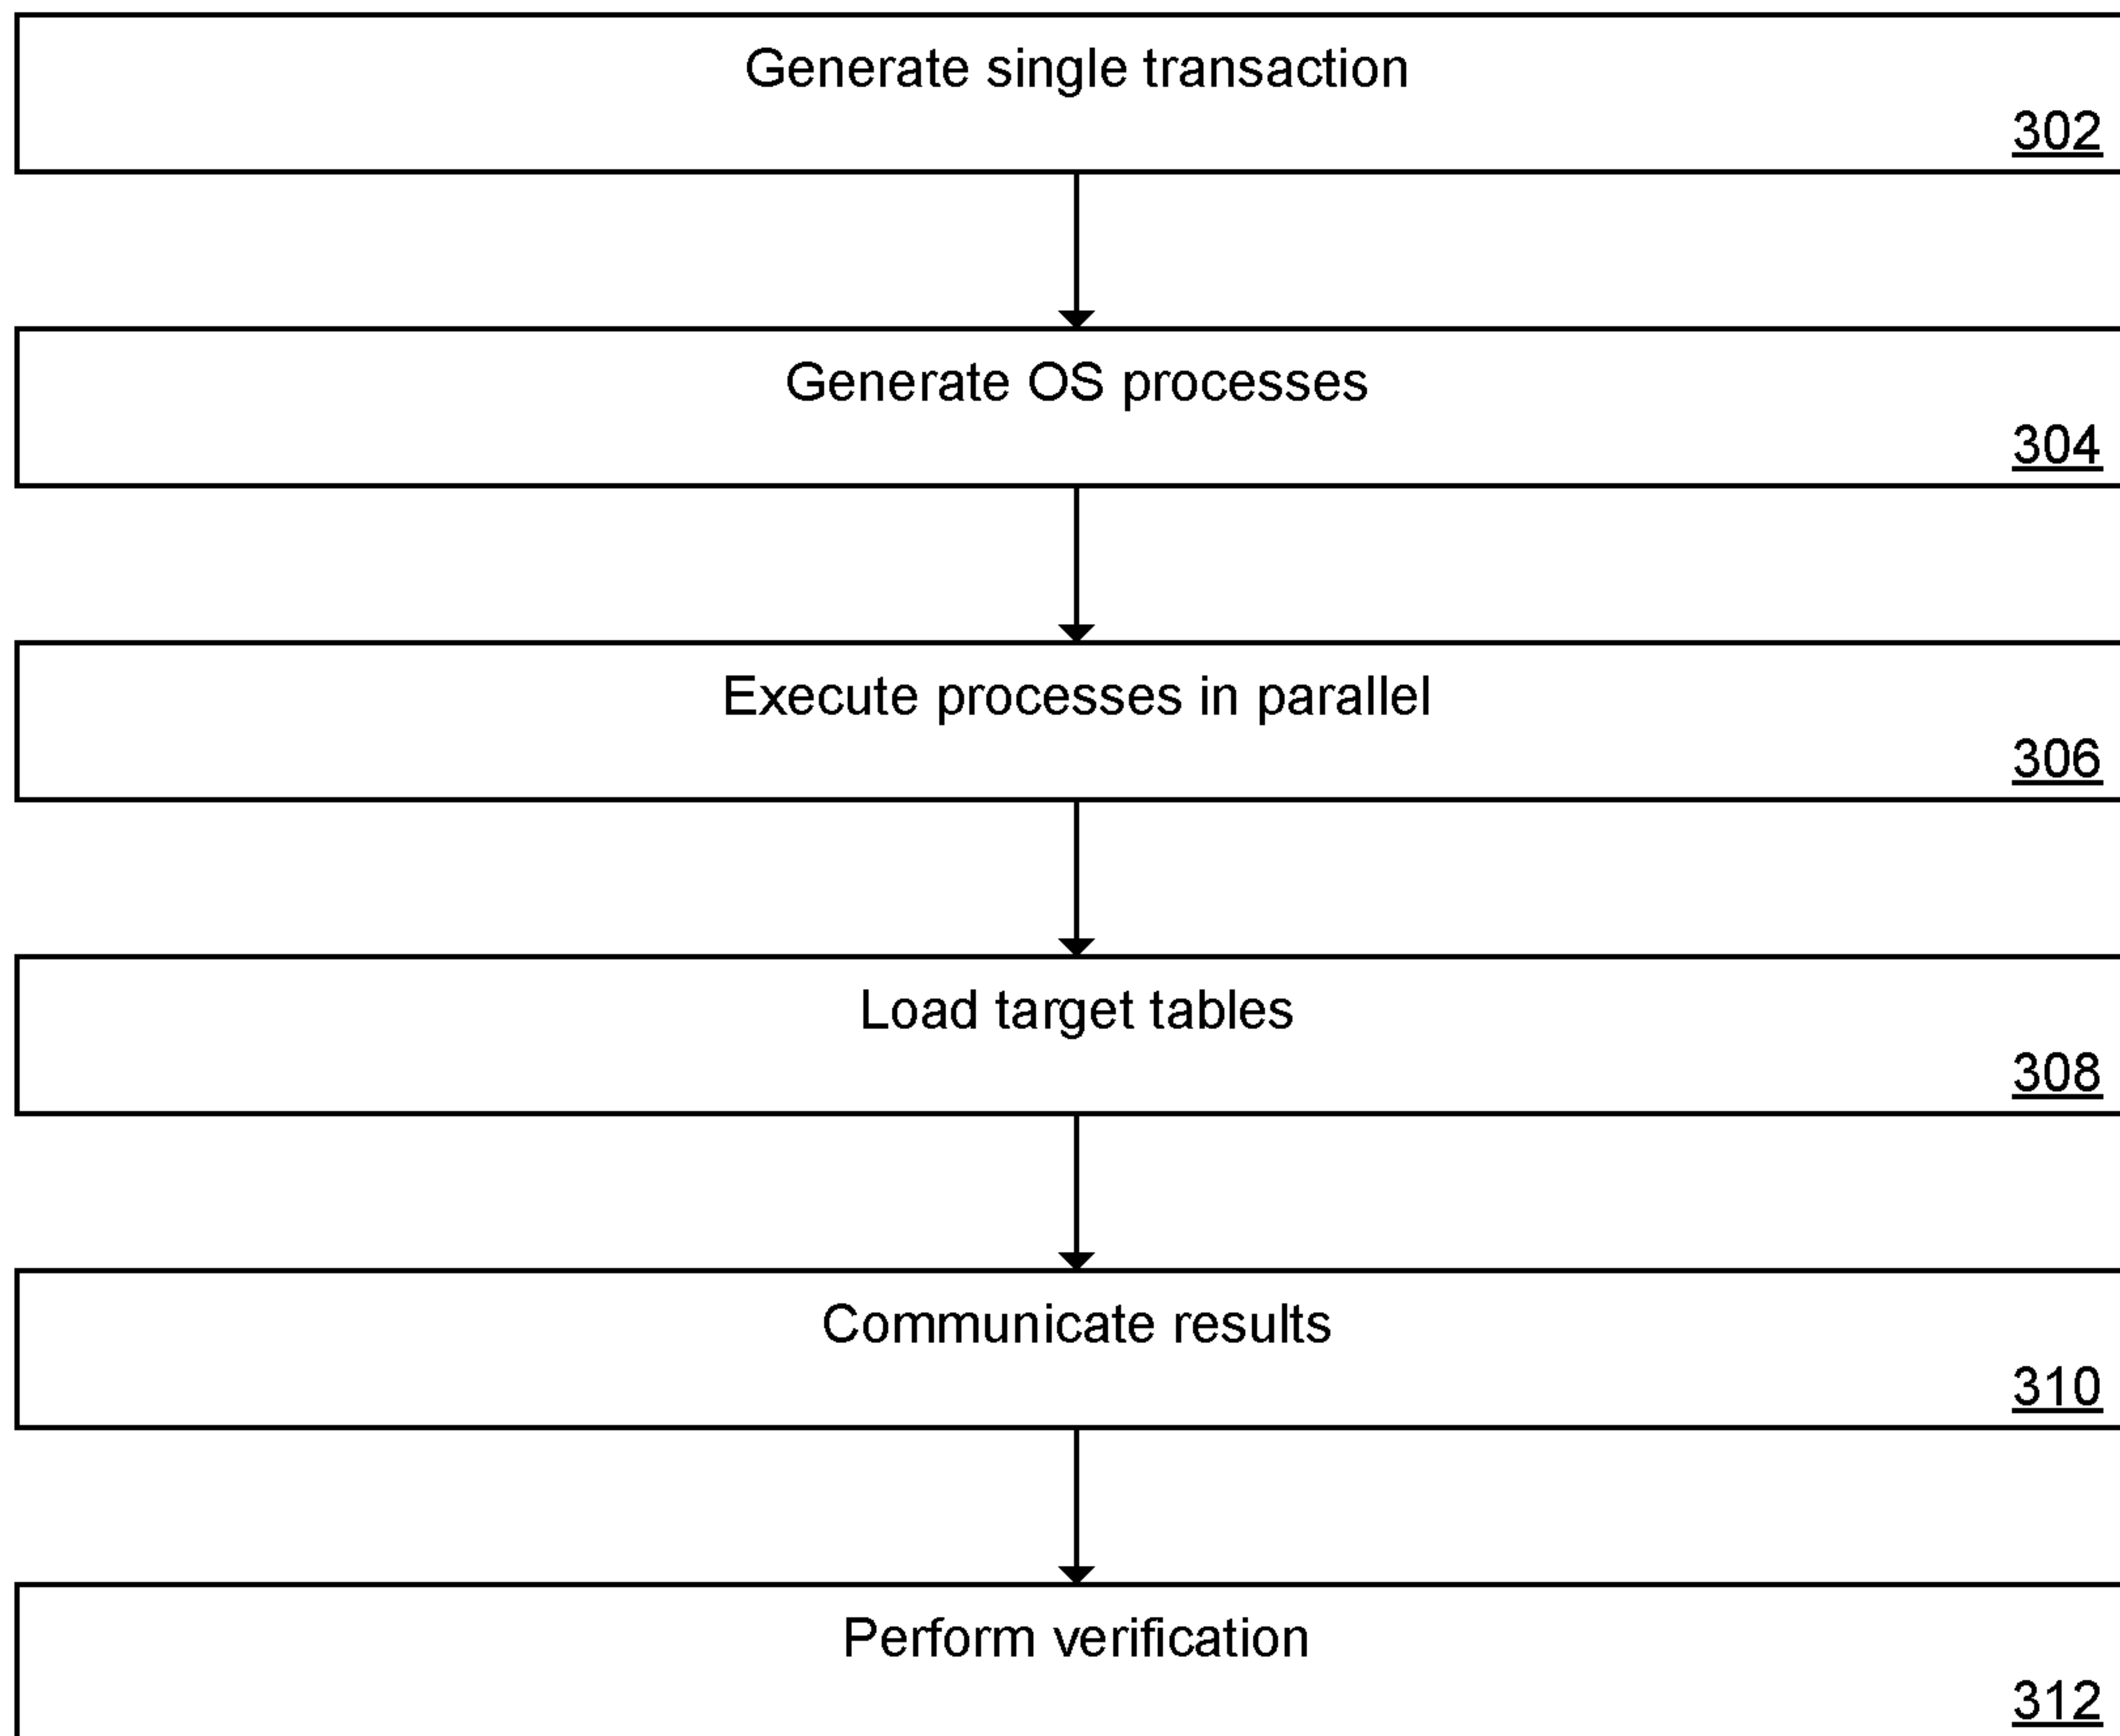 Generate single transaction
302
Generate OS processes
304
Execute processes in parallel
306
Load target tables
308
Communicate results
310
Perform verification
312